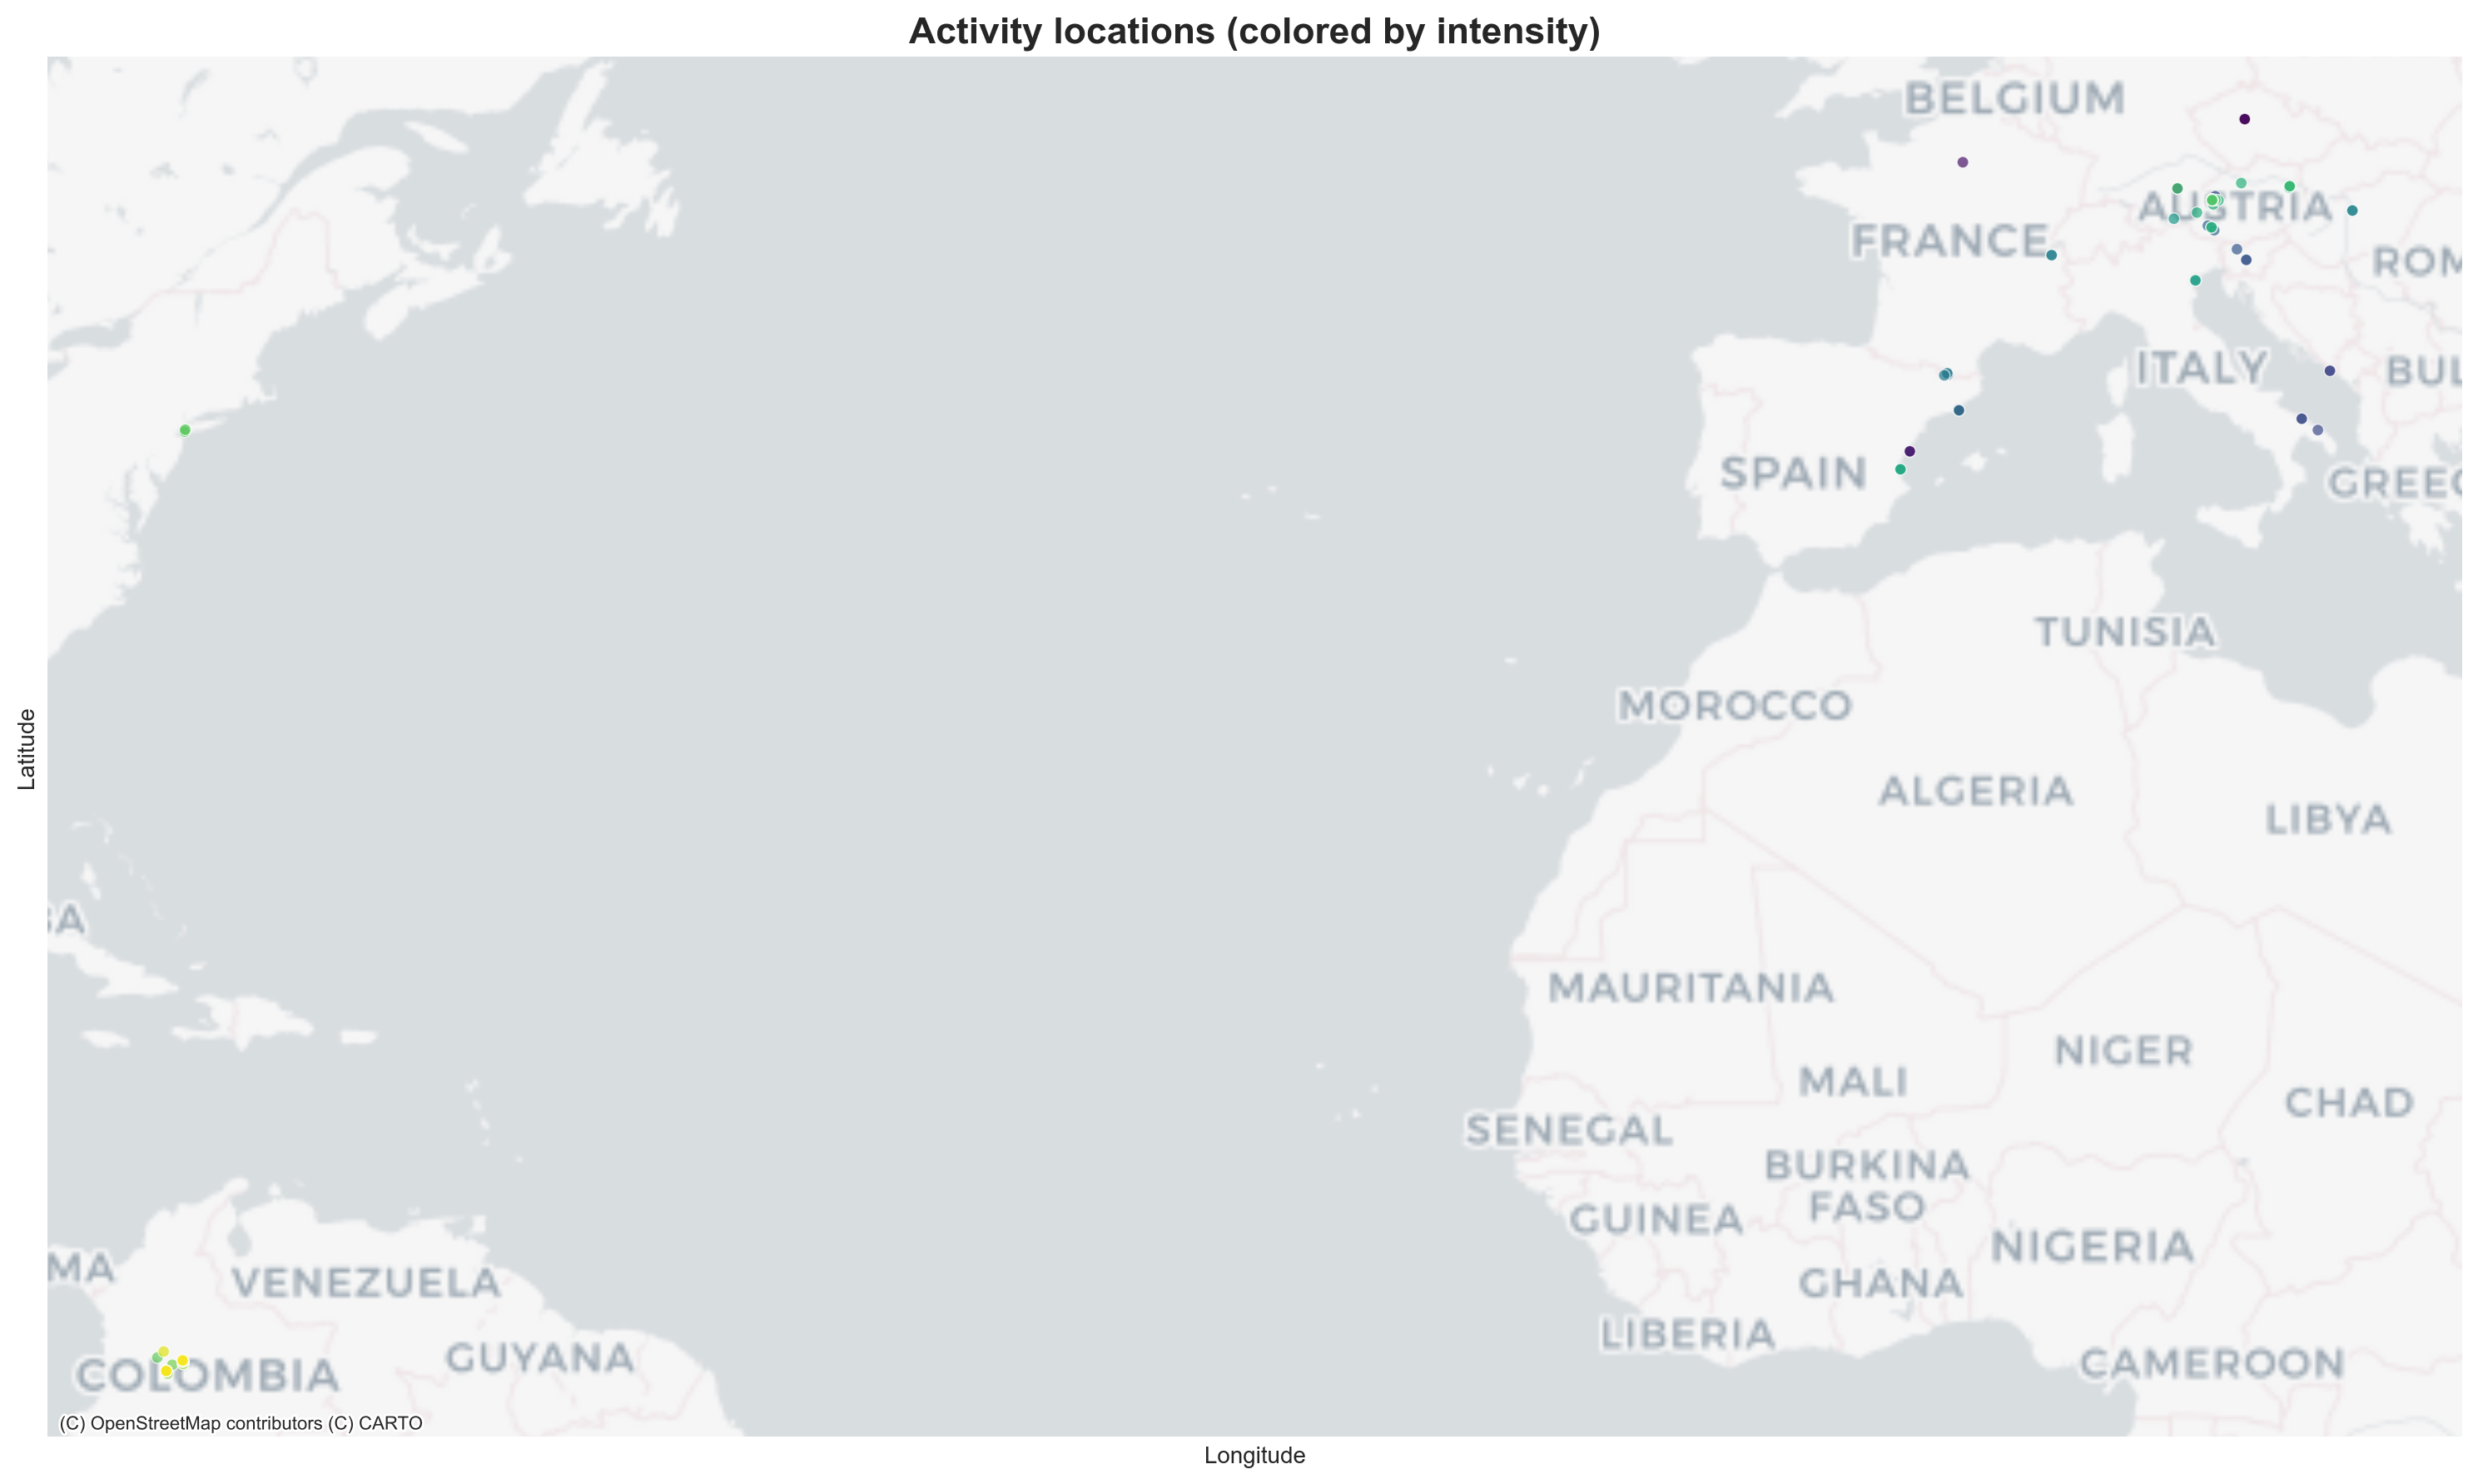 Activity locations (colored by intensity)
BELGIUM
AUSTRIA
FRANCE
ROM
ITALY
BUL
SPAIN
GREEC
TUNISIA
MOROCCO
ALGERIA
LIBYA
Latitude
MAURITANIA
NIGER
MALI
CHAD
SENEGAL
BURKINA
FASO
GUINEA
NIGERIA
MA
VENEZUELA
GHANA
LIBERIA
GUYANA
COLOMBIA
CAMEROON
(C) OpenStreetMap contributors (C) CARTO
Longitude